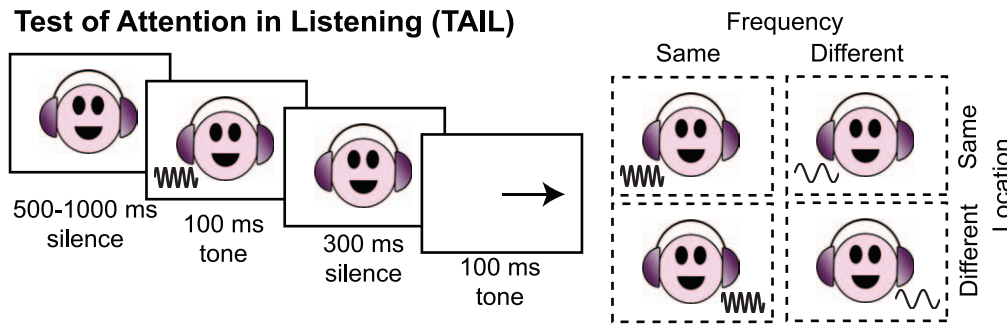 Test of Attention in Listening (TAIL)
500-1000 ms
silence
100 ms
tone
300 ms
silence
100 ms
tone
Frequency
Same
Different
Same
Different
Location